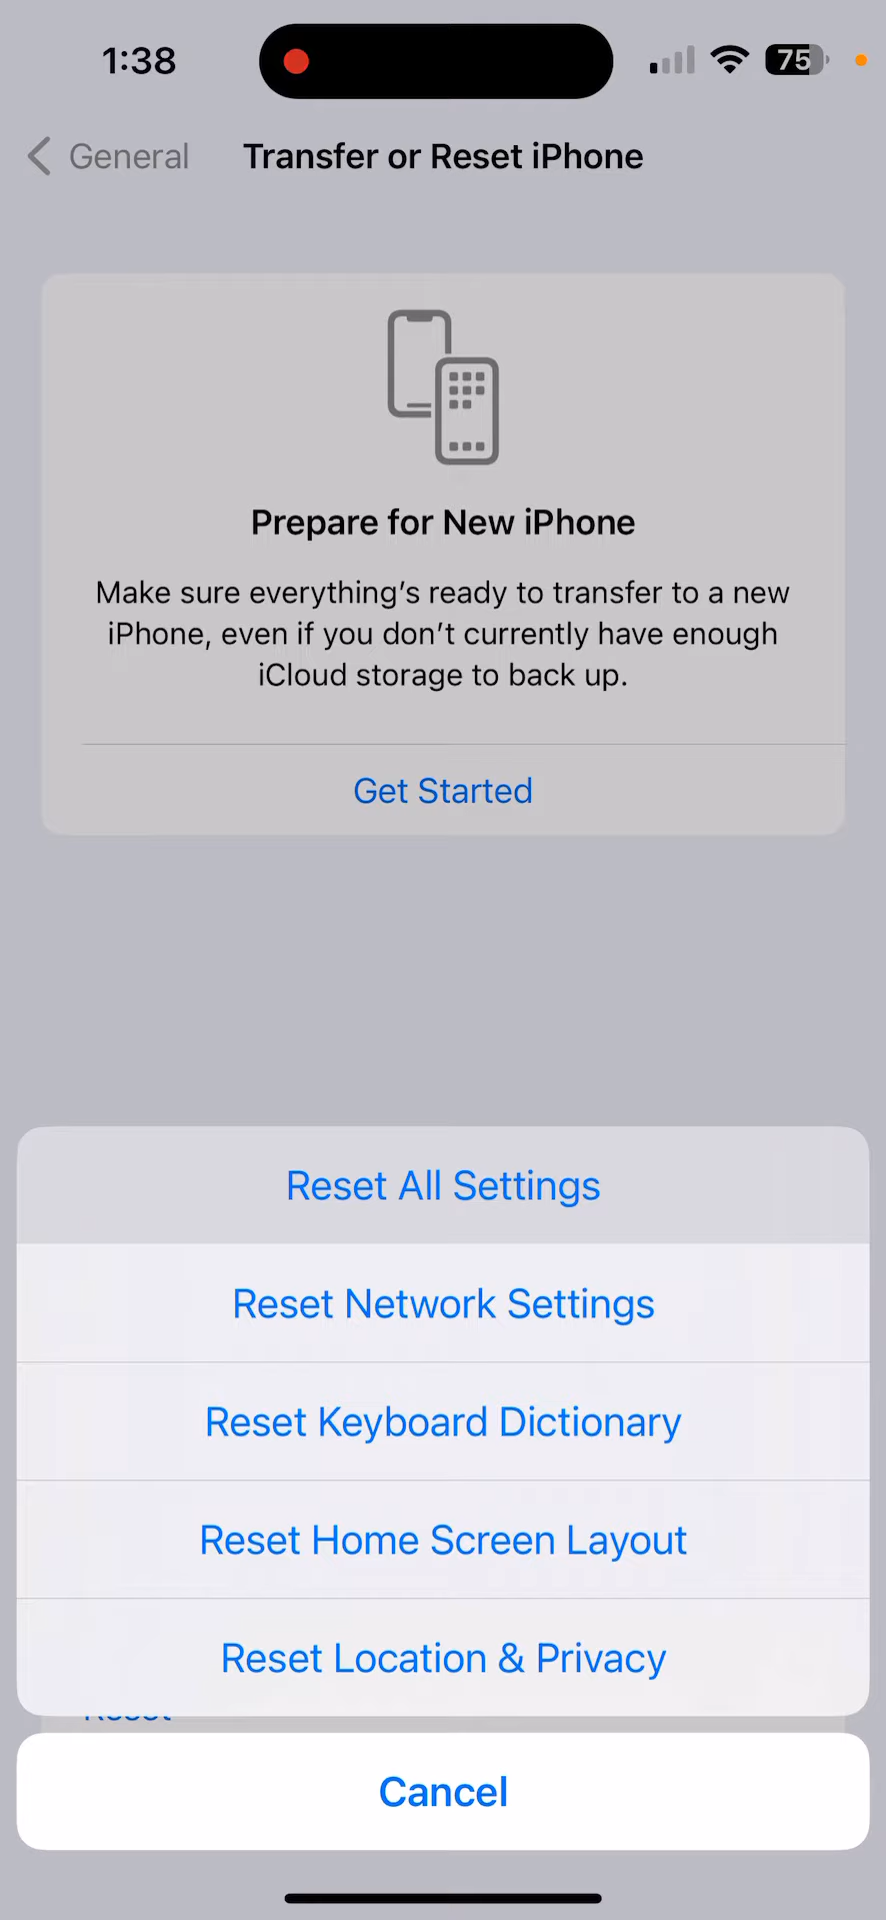 1:38
75
General
Transfer or Reset iPhone
Prepare for New iPhone
Make sure everything’s ready to transfer to a new
iPhone, even if you don’t currently have enough
iCloud storage to back up.
Get Started
Reset All Settings
Reset Network Settings
Reset Keyboard Dictionary
Reset Home Screen Layout
Reset Location & Privacy
Reset
Cancel